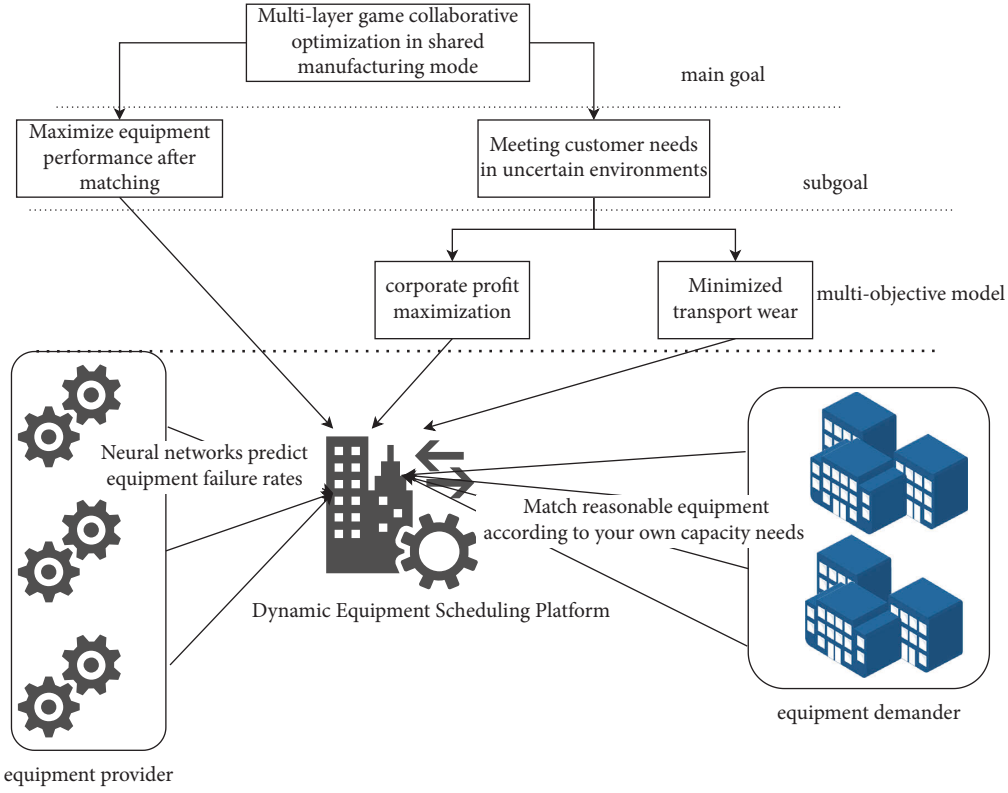 Multi-layer game collaborative
optimization in shared
manufacturing mode
main goal
Maximize equipment
performance after
matching
Meeting customer needs
in uncertain environments
subgoal
corporate profit
maximization
Minimized
transport wear
multi-objective model
Neural networks predict
equipment failure rates
Match reasonable equipment
according to your own capacity needs
Dynamic Equipment Scheduling Platform
equipment demander
equipment provider